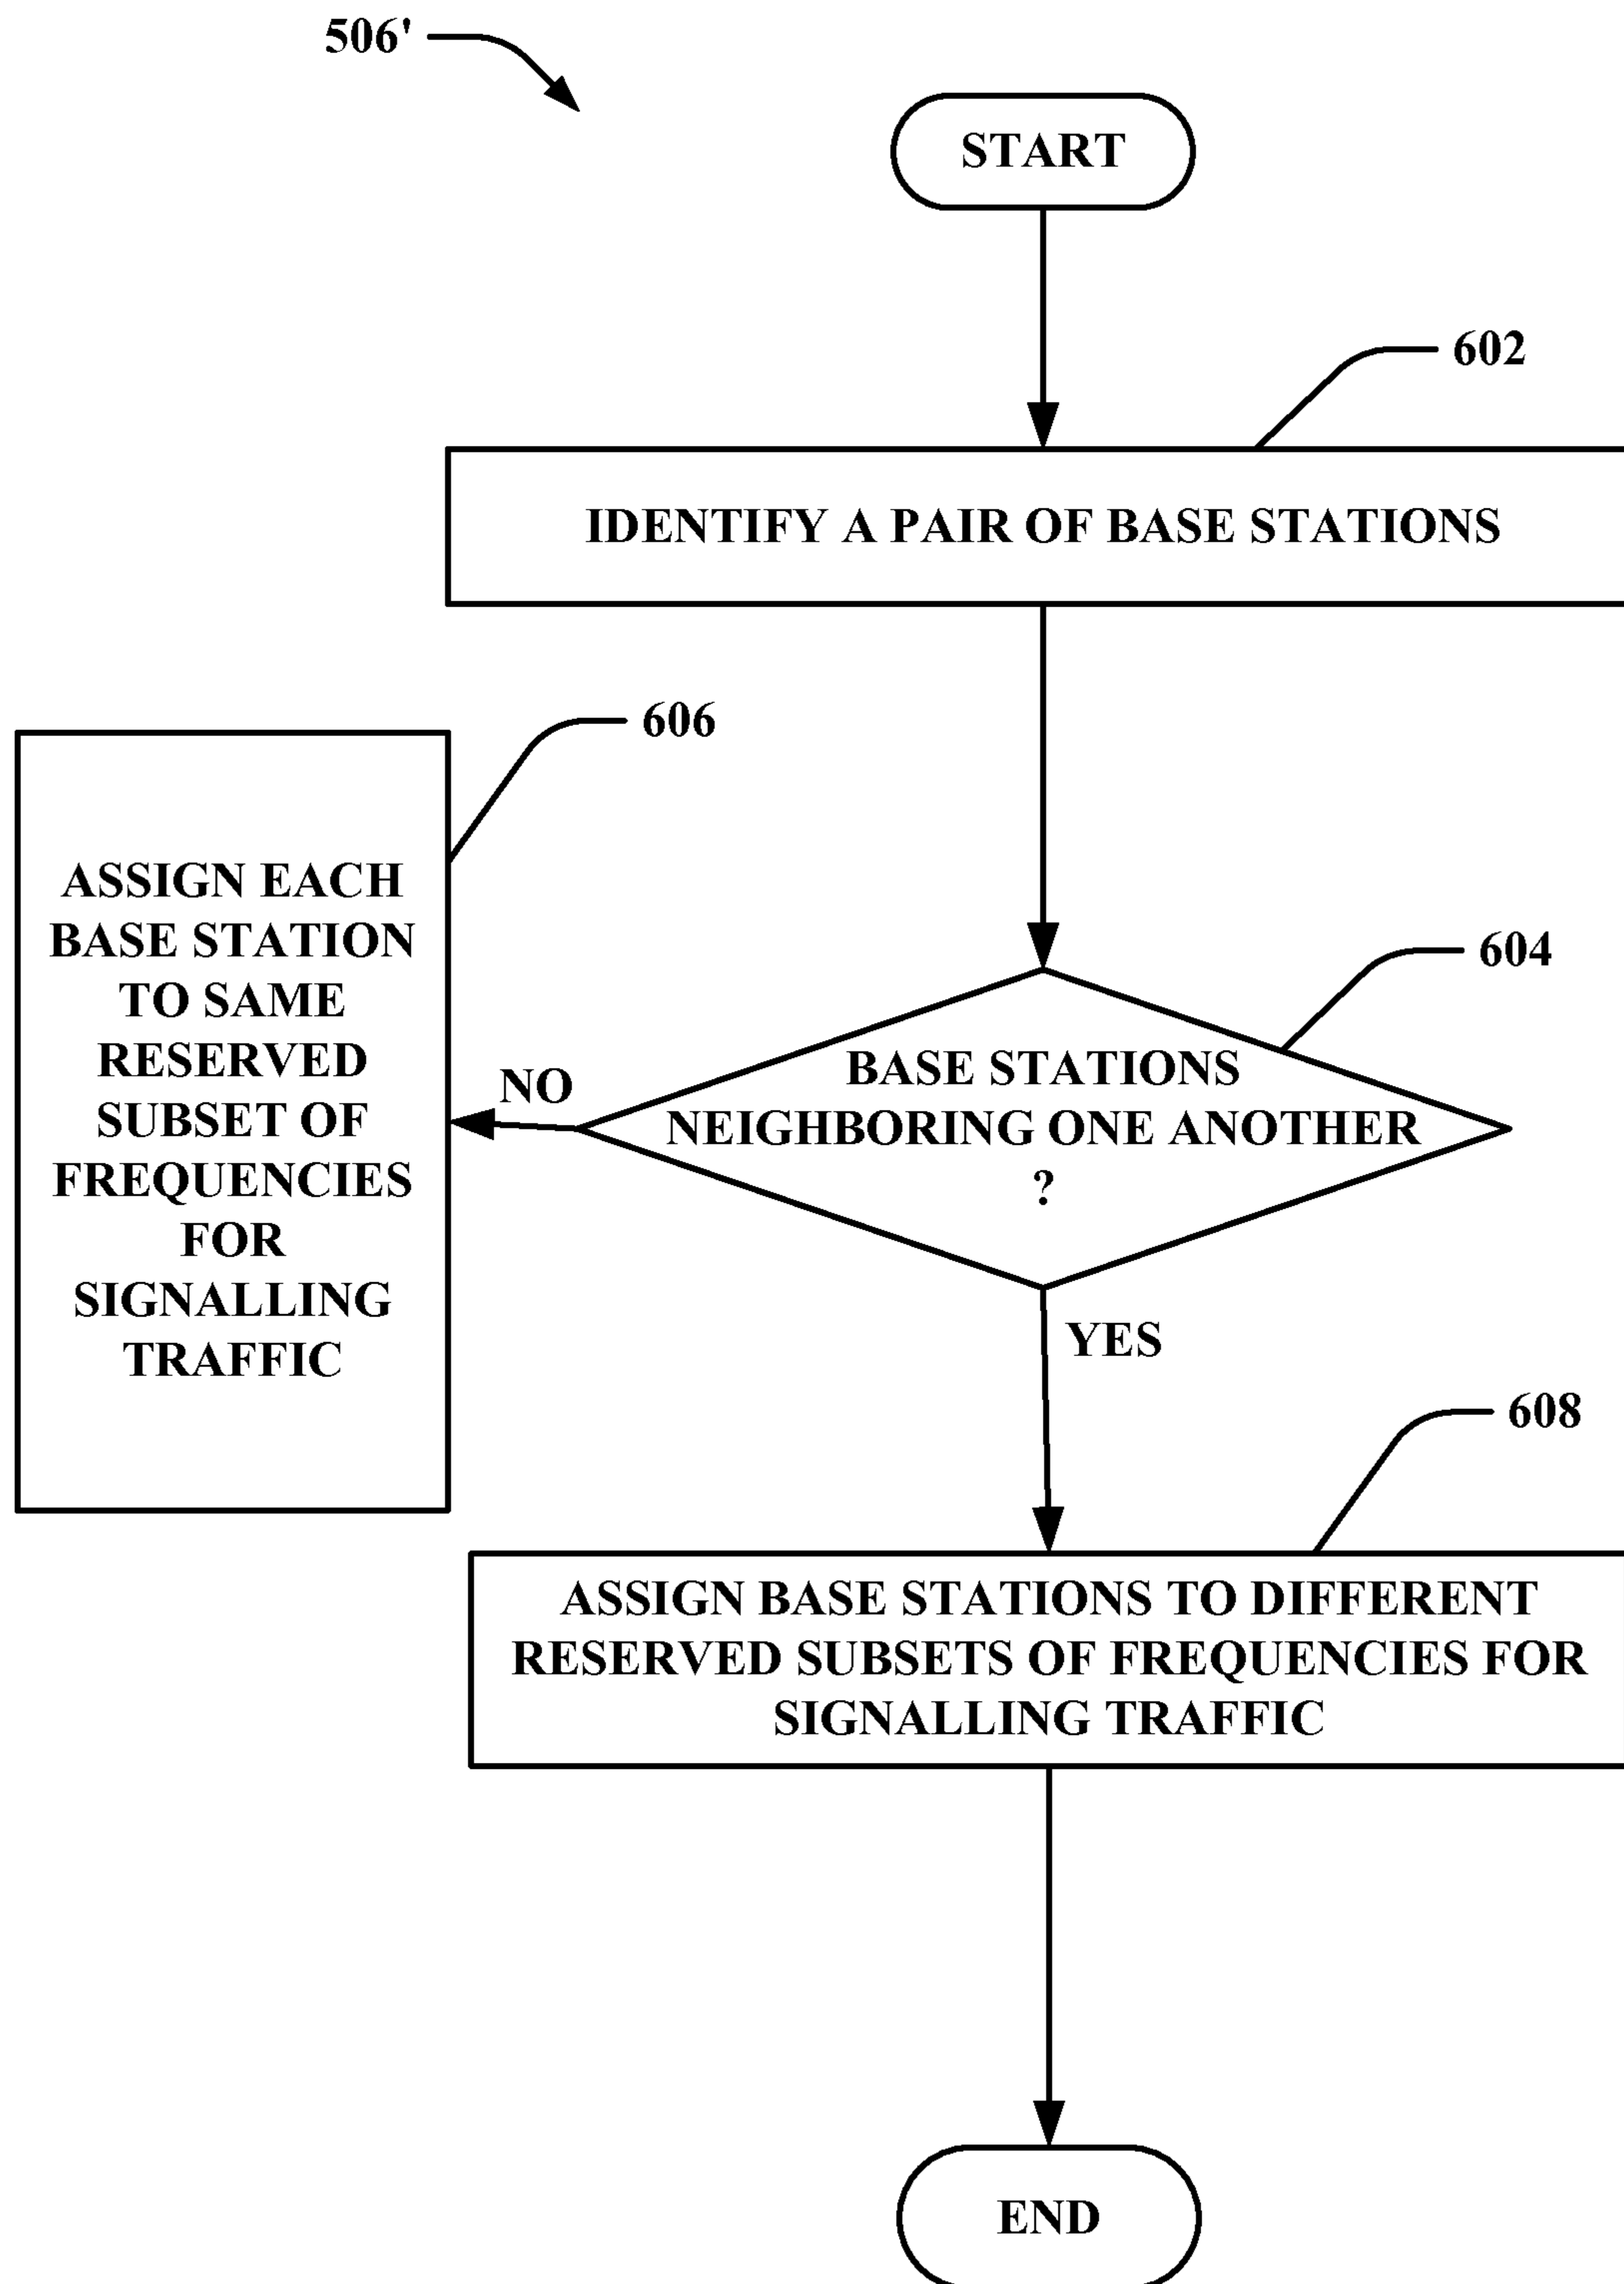 506'
START
602
IDENTIFY A PAIR OF BASE STATIONS
606
ASSIGN EACH
BASE STATION
TO SAME
RESERVED
SUBSET OF
FREQUENCIES
FOR
SIGNALLING
TRAFFIC
604
BASE STATIONS
NEIGHBORING ONE ANOTHER
?
NO
YES
608
ASSIGN BASE STATIONS TO DIFFERENT
RESERVED SUBSETS OF FREQUENCIES FOR
SIGNALLING TRAFFIC
END